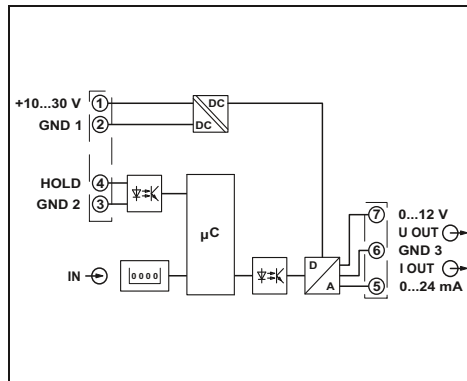 +10...30 V 1
DC
GND 1 2
DC
HOLD 4
GND 2 3
µC
7 0...12 V
U OUT
IN
0000
D
A
6 GND 3
I OUT
5 0...24 mA